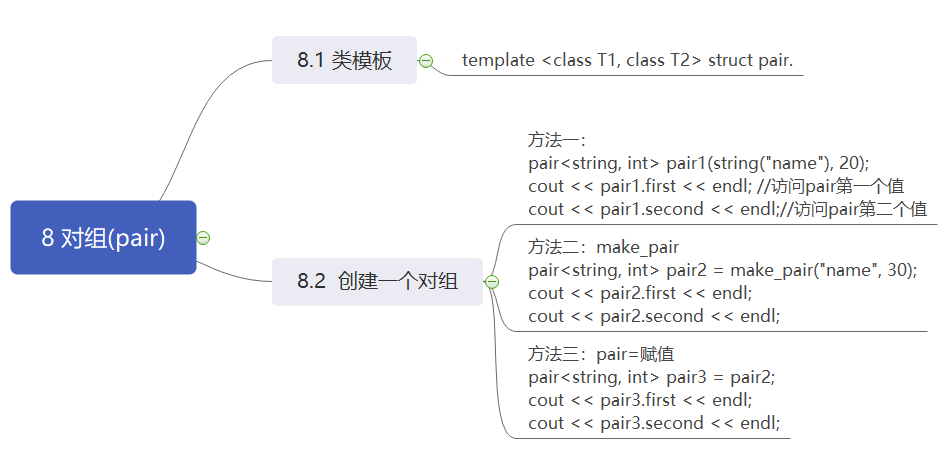 8 对组(pair)
8.1 类模板
template <class T1, class T2> struct pair.
8.2 创建一个对组
方法一：
pair<string, int> pair1(string("name"), 20);
cout << pair1.first << endl; //访问pair第一个值
cout << pair1.second << endl;//访问pair第二个值
方法二：make_pair
pair<string, int> pair2 = make_pair("name", 30);
cout << pair2.first << endl;
cout << pair2.second << endl;
方法三：pair=赋值
pair<string, int> pair3 = pair2;
cout << pair3.first << endl;
cout << pair3.second << endl;